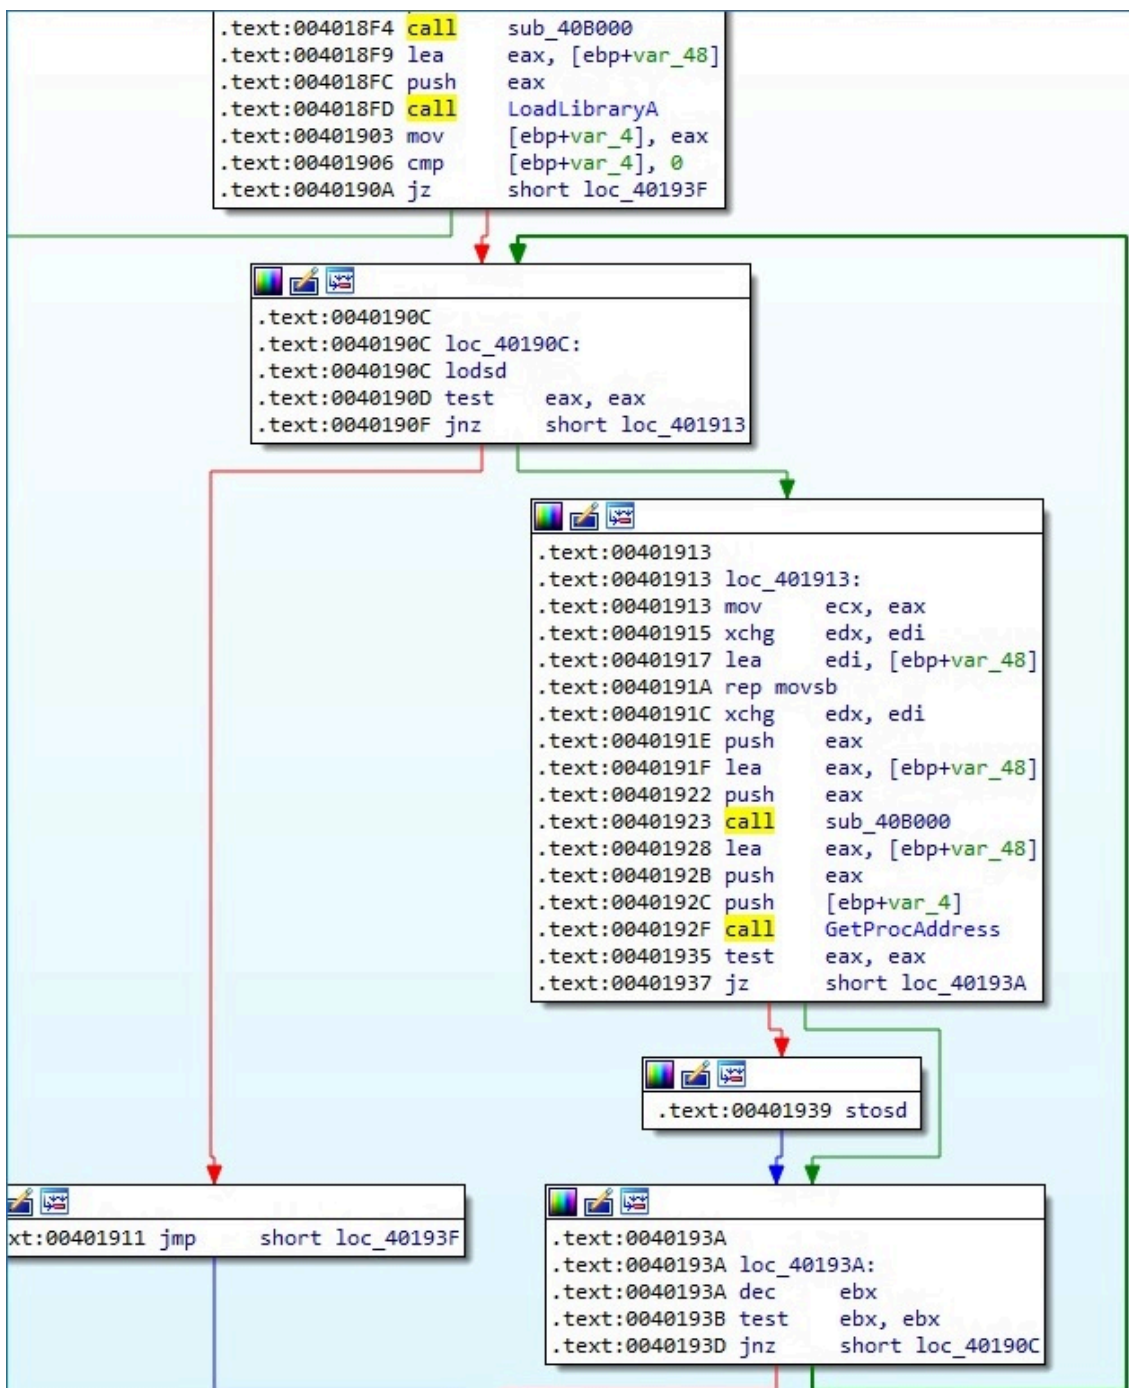 .text:004018F4 call sub_40B000
.text:004018F9 lea eax, [ebp+var_48]
.text:004018FC push eax
.text:004018FD call LoadLibraryA
.text:00401903 mov [ebp+var_4], eax
.text:00401906 cmp [ebp+var_4], 0
.text:0040190A jz short loc_40193F
.text:0040190C
.text:0040190C loc_40190C:
.text:0040190C lodsd
.text:0040190D test eax, eax
.text:0040190F jnz short loc_401913
.text:00401913
.text:00401913 loc_401913:
.text:00401913 mov ecx, eax
.text:00401915 xchg edx, edi
.text:00401917 lea edi, [ebp+var_48]
.text:0040191A rep movsb
.text:0040191C xchg edx, edi
.text:0040191E push eax
.text:0040191F lea eax, [ebp+var_48]
.text:00401922 push eax
.text:00401923 call sub_40B000
.text:00401928 lea eax, [ebp+var_48]
.text:0040192B push eax
.text:0040192C push [ebp+var_4]
.text:0040192F call GetProcAddress
.text:00401935 test eax, eax
.text:00401937 jz short loc_40193A
.text:00401939 stosd
xt:00401911 jmp short loc_40193F
.text:0040193A
.text:0040193A loc_40193A:
.text:0040193A dec ebx
.text:0040193B test ebx, ebx
.text:0040193D jnz short loc_40190C